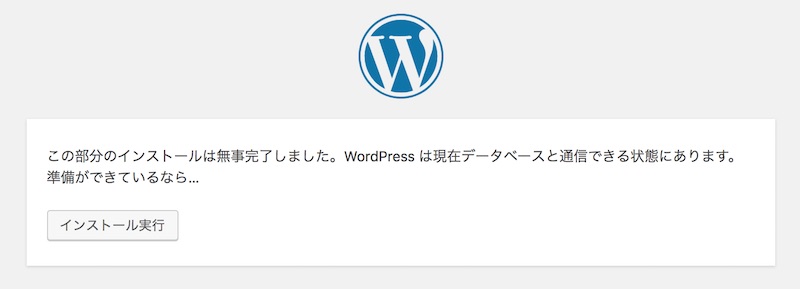 この部分のインストールは無事完了しました。WordPress は現在データベースと通信できる状態にあります。
準備ができているなら…
インストール実行